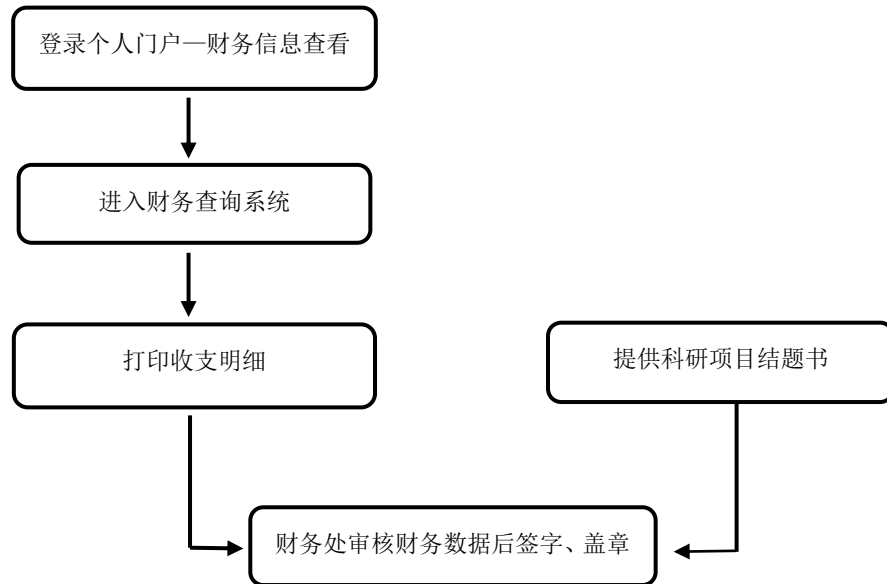 登录个人门户—财务信息查看
进入财务查询系统
打印收支明细
提供科研项目结题书
财务处审核财务数据后签字、盖章